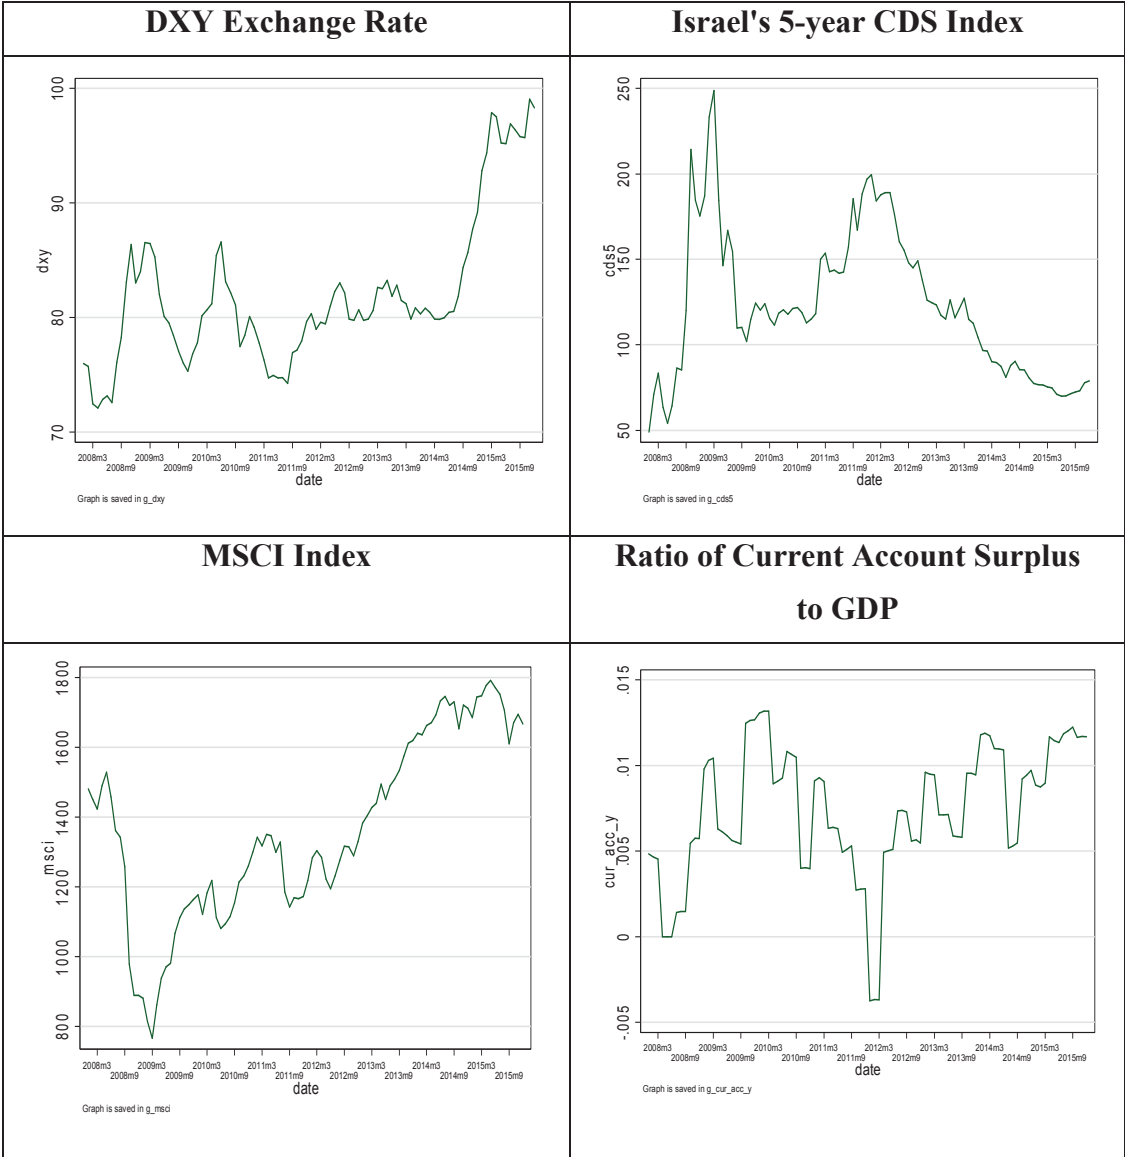 DXY Exchange Rate
Israel's 5-year CDS Index
100
90
80
70
dxy
2008m3 2009m3 2010m3 2011m3 2012m3 2013m3 2014m3 2015m3
2008m9 2009m9 2010m9 2011m9 2012m9 2013m9 2014m9 2015m9
date
Graph is saved in g_dxy
250
200
150
100
50
cds5
2008m3 2009m3 2010m3 2011m3 2012m3 2013m3 2014m3 2015m3
2008m9 2009m9 2010m9 2011m9 2012m9 2013m9 2014m9 2015m9
date
Graph is saved in g_cds5
MSCI Index
Ratio of Current Account Surplus
to GDP
1800
1600
1400
1200
1000
800
msci
2008m3 2009m3 2010m3 2011m3 2012m3 2013m3 2014m3 2015m3
2008m9 2009m9 2010m9 2011m9 2012m9 2013m9 2014m9 2015m9
date
Graph is saved in g_msci
.015
.01
.005
0
-.005
cur_acc_y
2008m3 2009m3 2010m3 2011m3 2012m3 2013m3 2014m3 2015m3
2008m9 2009m9 2010m9 2011m9 2012m9 2013m9 2014m9 2015m9
date
Graph is saved in g_cur_acc_y